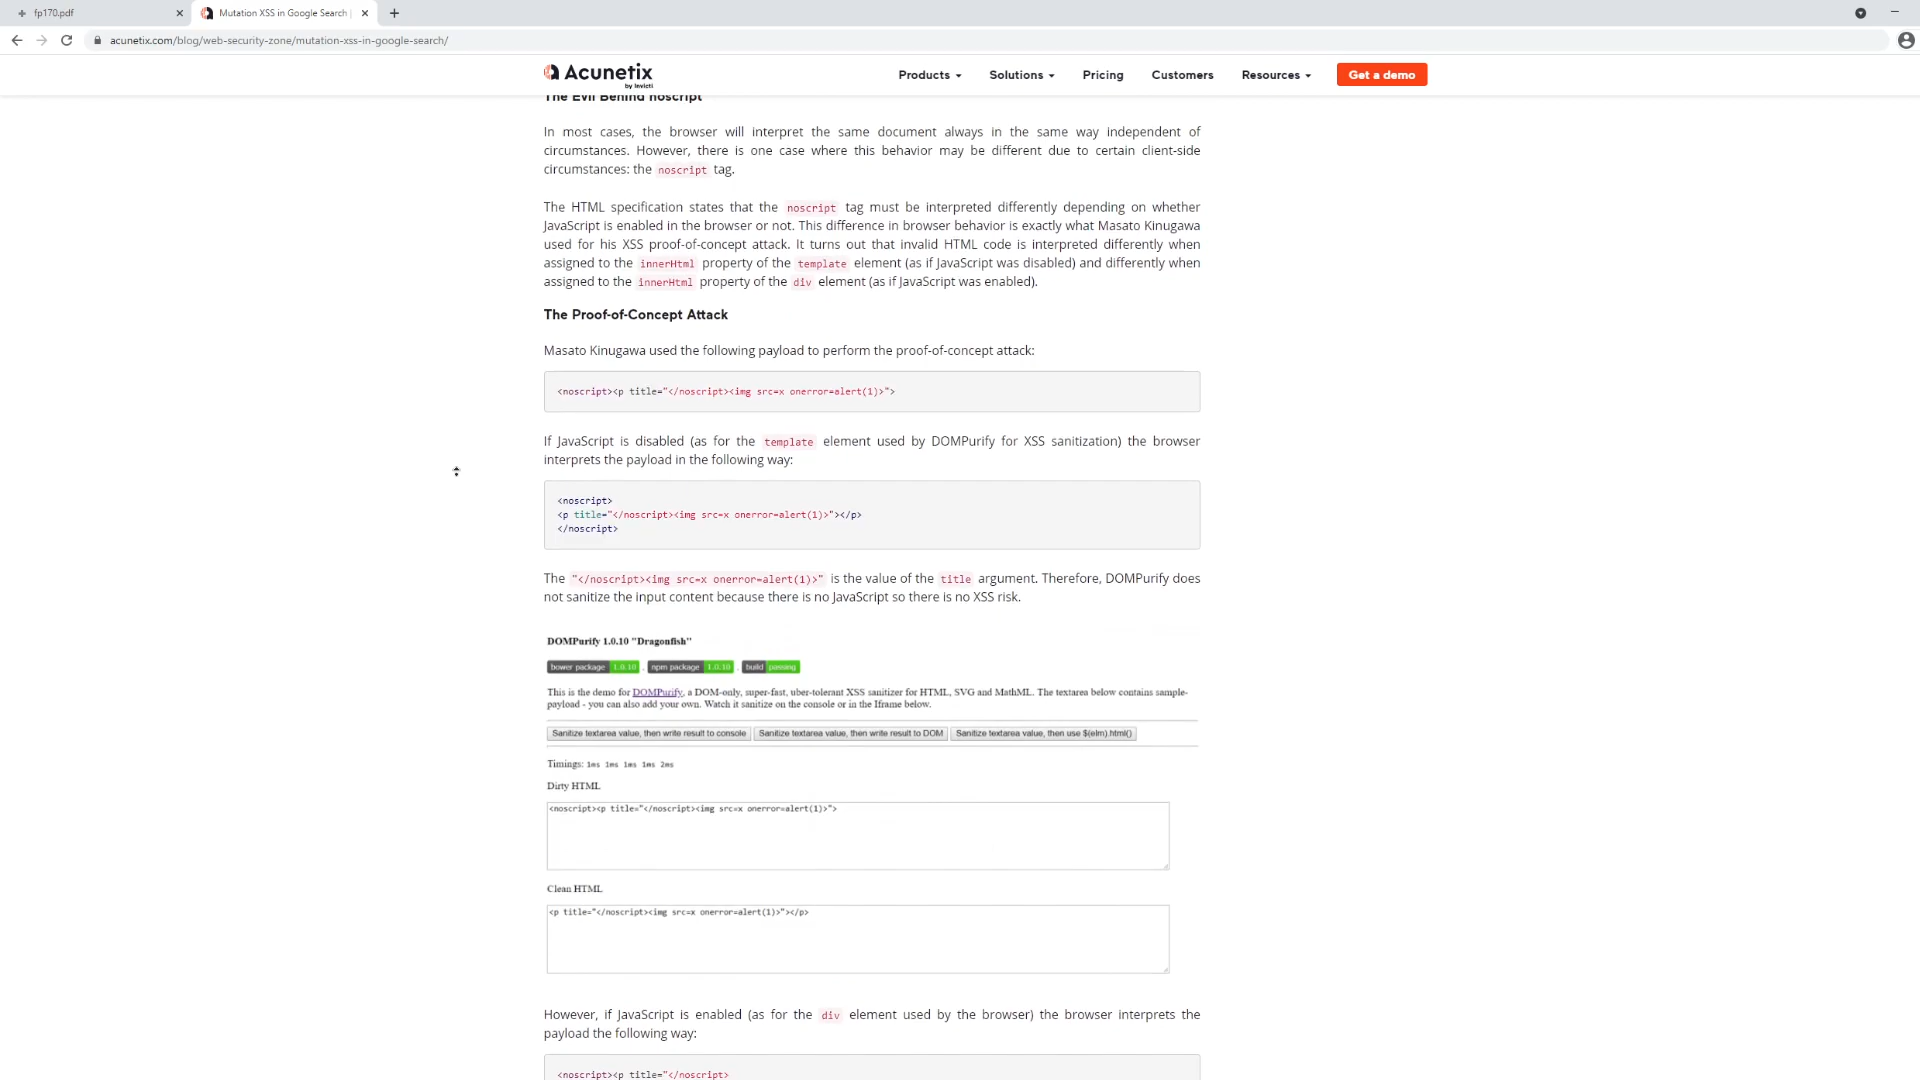 fp170.pdf
Mutation XSS in Google Search |
acunetix.com/blog/web-security-zone/mutation-xss-in-google-search/
Acunetix
by Invicti
Products
Solutions
Pricing
Customers
Resources
Get a demo
The Evil Behind noscript
In most cases, the browser will interpret the same document always in the same way independent of
circumstances. However, there is one case where this behavior may be different due to certain client-side
circumstances: the noscript tag.
The HTML specification states that the noscript tag must be interpreted differently depending on whether
JavaScript is enabled in the browser or not. This difference in browser behavior is exactly what Masato Kinugawa
used for his XSS proof-of-concept attack. It turns out that invalid HTML code is interpreted differently when
assigned to the innerHtml property of the template element (as if JavaScript was disabled) and differently when
assigned to the innerHtml property of the div element (as if JavaScript was enabled).
The Proof-of-Concept Attack
Masato Kinugawa used the following payload to perform the proof-of-concept attack:
<noscript><p title="</noscript><img src=x onerror=alert(1)>">
If JavaScript is disabled (as for the template element used by DOMPurify for XSS sanitization) the browser
interprets the payload in the following way:
<noscript>
<p title="</noscript><img src=x onerror=alert(1)>"></p>
</noscript>
The "</noscript><img src=x onerror=alert(1)>" is the value of the title argument. Therefore, DOMPurify does
not sanitize the input content because there is no JavaScript so there is no XSS risk.
DOMPurify 1.0.10 "Dragonfish"
bower package 1.0.10 . npm package 1.0.10 . build passing
This is the demo for DOMPurify, a DOM-only, super-fast, uber-tolerant XSS sanitizer for HTML, SVG and MathML. The textarea below contains sample-
payload - you can also add your own. Watch it sanitize on the console or in the Iframe below.
Sanitize textarea value, then write result to console
Sanitize textarea value, then write result to DOM
Sanitize textarea value, then use $(elm).html()
Timings: 1ms 1ms 1ms 1ms 2ms
Dirty HTML
<noscript><p title="</noscript><img src=x onerror=alert(1)>">
Clean HTML
<p title="</noscript><img src=x onerror=alert(1)>"></p>
However, if JavaScript is enabled (as for the div element used by the browser) the browser interprets the
payload the following way:
<noscript><p title="</noscript>